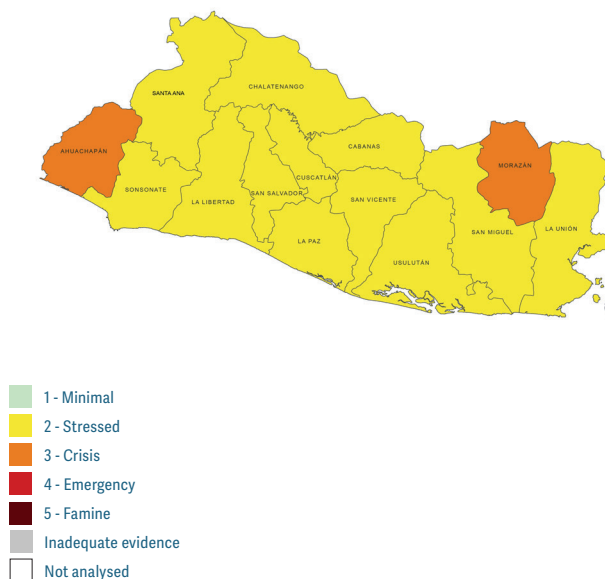 CHALATENANGO
SANTA ANA
CABANAS
AHUACHAPÁN
MORAZÁN
CUSCATLÁN
SONSONATE
SAN SALVADOR
LA LIBERTAD
SAN VICENTE
LA UNIÓN
SAN MIGUEL
LA PAZ
USULUTÁN
1 - Minimal
2 - Stressed
3 - Crisis
4 - Emergency
5 - Famine
Inadequate evidence
Not analysed